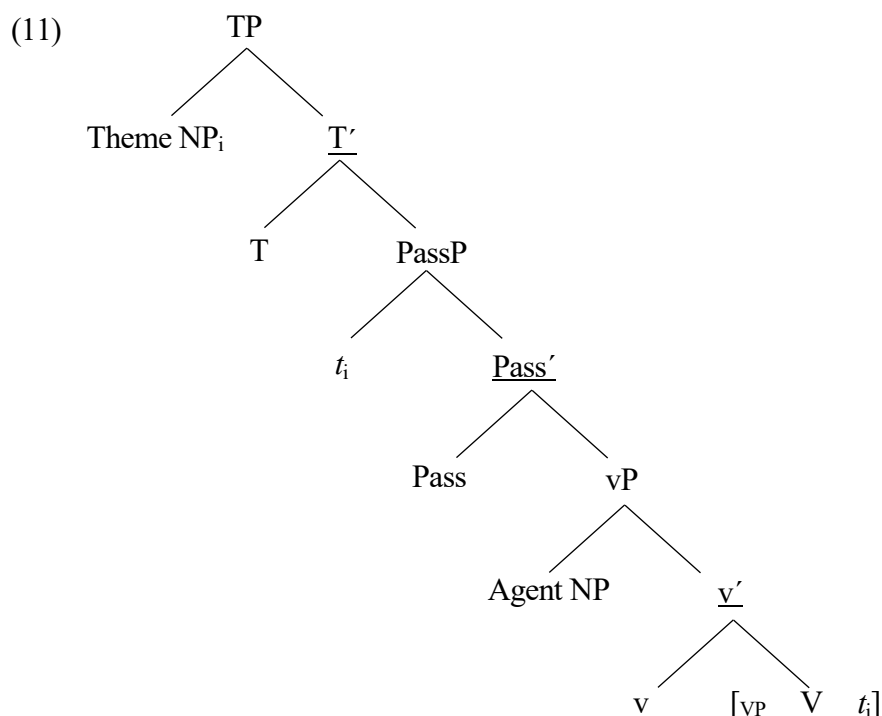 (11) TP
Theme NPi T´
T PassP
ti Pass´
Pass vP
Agent NP v´
v [VP V ti]